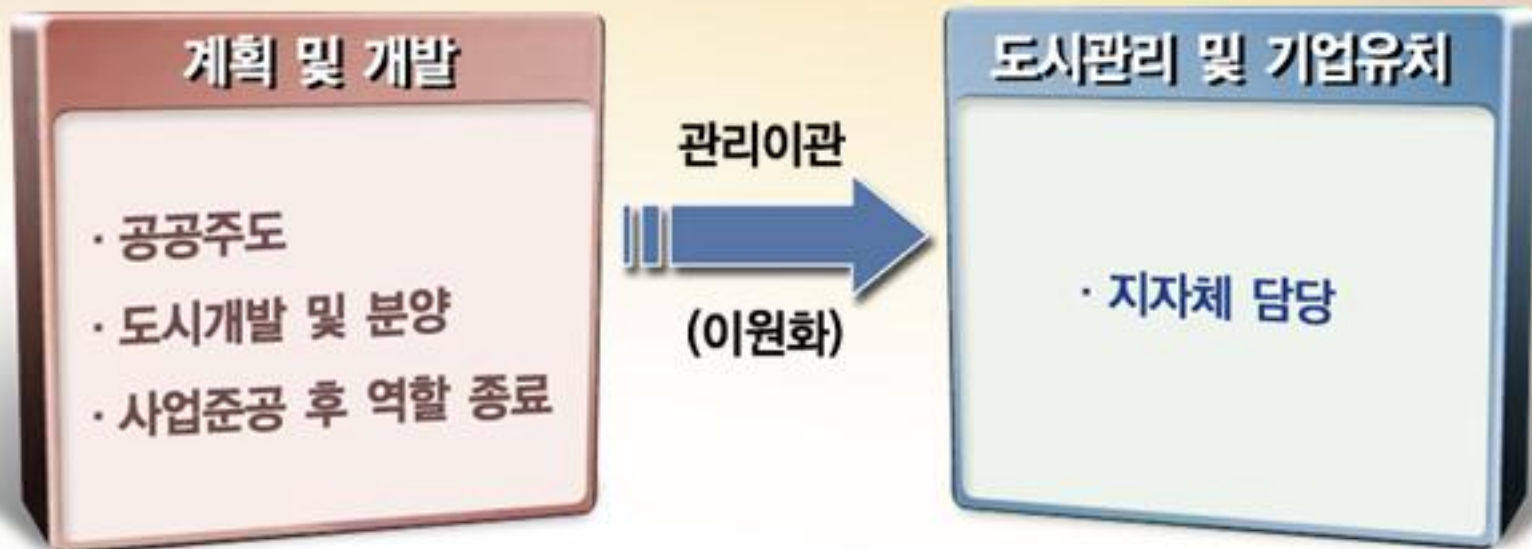 계획 및 개발
· 공공주도
· 도시개발 및 분양
· 사업준공 후 역할 종료
관리이관
(이원화)
도시관리 및 기업유치
· 지자체 담당